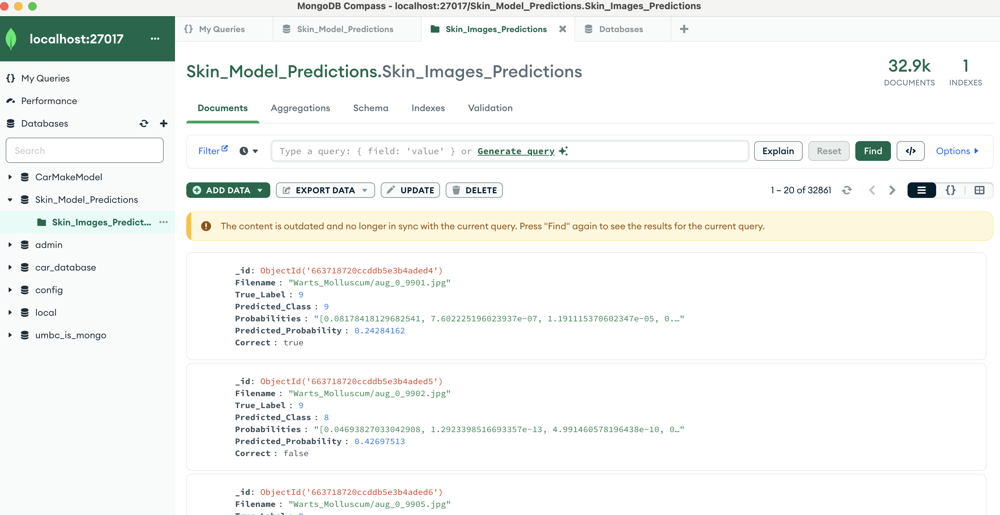 MongoDB Compass - localhost:27017/Skin_Model_Predictions.Skin_Images_Predictions
localhost:27017 ...
{} My Queries
Skin_Model_Predictions
Skin_Images_Predictions
Databases
My Queries
Performance
Databases
Search
CarMakeModel
Skin_Model_Predictions
Skin_Images_Predict...
admin
car_database
config
local
umbc_is_mongo
Skin_Model_Predictions.Skin_Images_Predictions
32.9k
DOCUMENTS
1
INDEXES
Documents Aggregations Schema Indexes Validation
Filter Type a query: { field: 'value' } or Generate query Explain Reset Find </> Options
ADD DATA EXPORT DATA UPDATE DELETE 1 – 20 of 32861 {}
The content is outdated and no longer in sync with the current query. Press "Find" again to see the results for the current query.
_id: ObjectId('663718720ccddb5e3b4aded4')
Filename : "Warts_Molluscum/aug_0_9901.jpg"
True_Label : 9
Predicted_Class : 9
Probabilities : "[0.08178418129682541, 7.602225196023937e-07, 1.191115370602347e-05, 0.…"
Predicted_Probability : 0.24284162
Correct : true
_id: ObjectId('663718720ccddb5e3b4aded5')
Filename : "Warts_Molluscum/aug_0_9902.jpg"
True_Label : 9
Predicted_Class : 8
Probabilities : "[0.04693827033042908, 1.2923398516693357e-13, 4.991460578196438e-10, 0…"
Predicted_Probability : 0.42697513
Correct : false
_id: ObjectId('663718720ccddb5e3b4aded6')
Filename : "Warts_Molluscum/aug_0_9905.jpg"